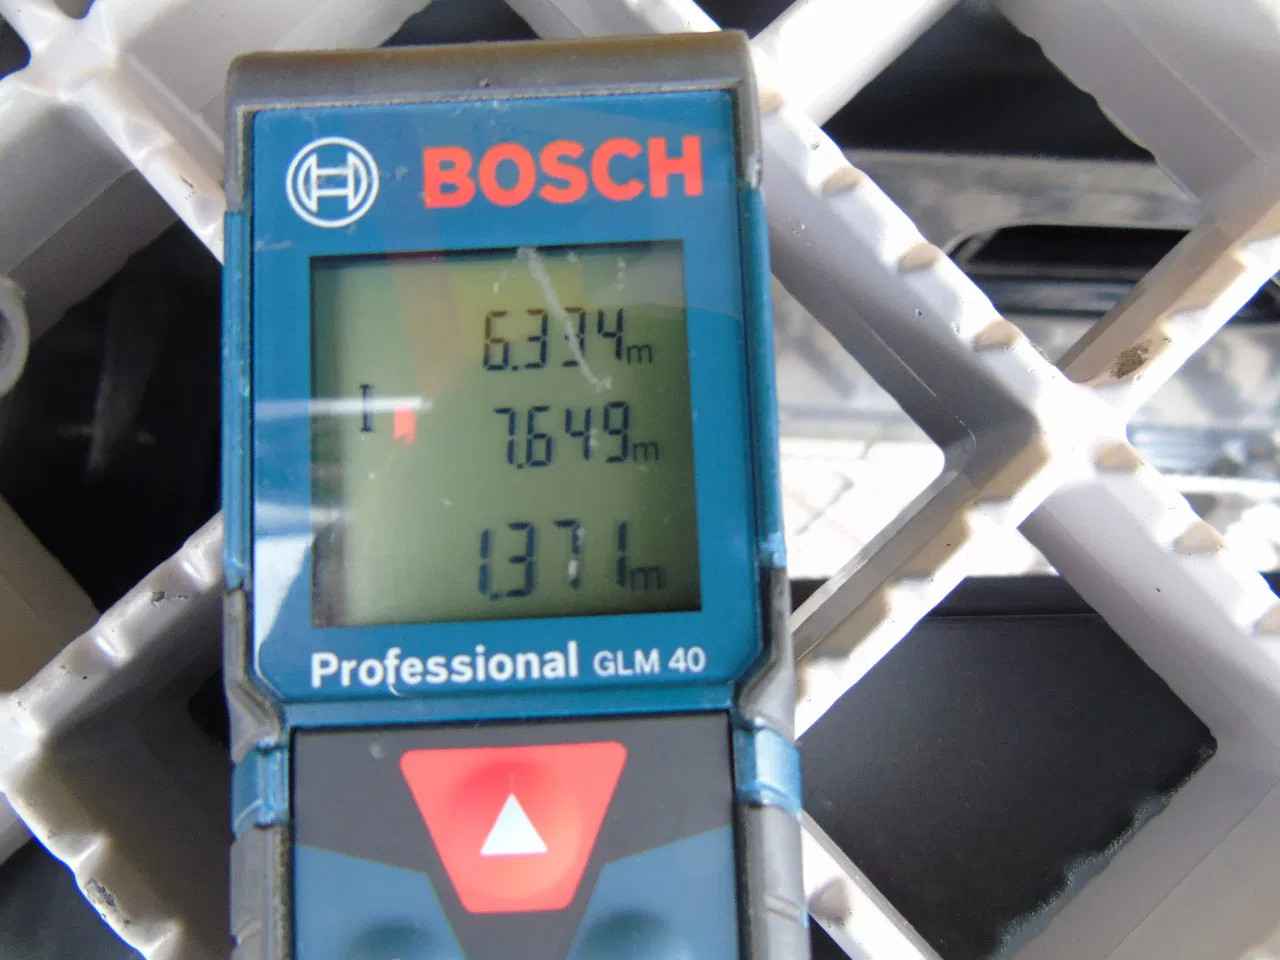 BOSCH
6.334m
7.649m
1.371m
Professional GLM 40